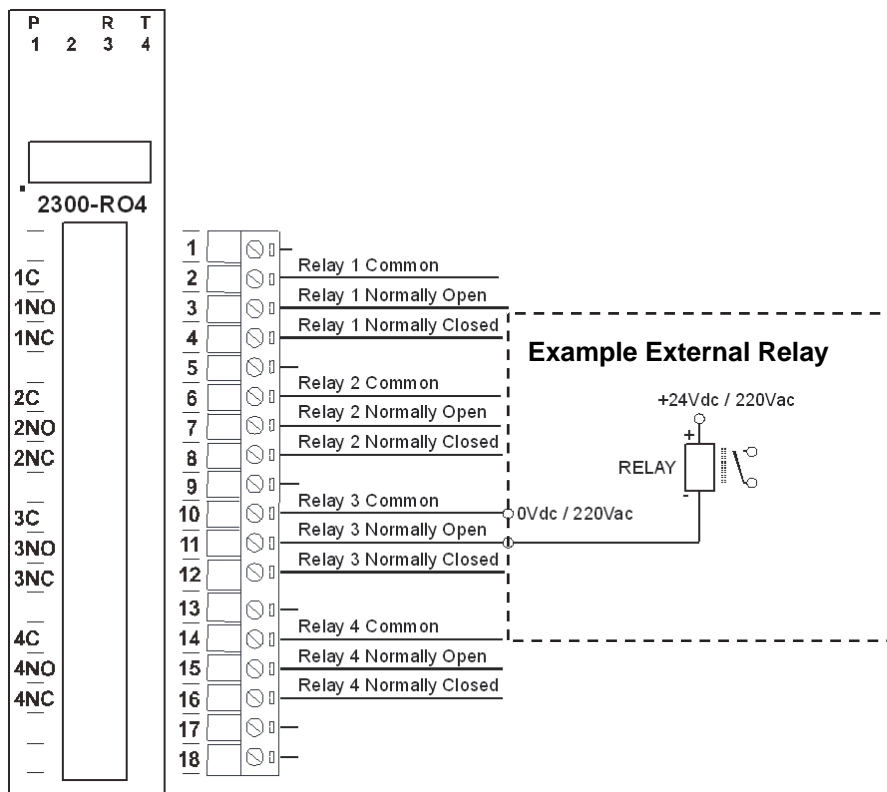 P R T
1 2 3 4
2300-RO4
1C
1NO
1NC
2C
2NO
2NC
3C
3NO
3NC
4C
4NO
4NC
1
2 Relay 1 Common
3 Relay 1 Normally Open
4 Relay 1 Normally Closed
5
6 Relay 2 Common
7 Relay 2 Normally Open
8 Relay 2 Normally Closed
9
10 Relay 3 Common
11 Relay 3 Normally Open
12 Relay 3 Normally Closed
13
14 Relay 4 Common
15 Relay 4 Normally Open
16 Relay 4 Normally Closed
17
18
Example External Relay
+24Vdc / 220Vac
+
RELAY
-
0Vdc / 220Vac